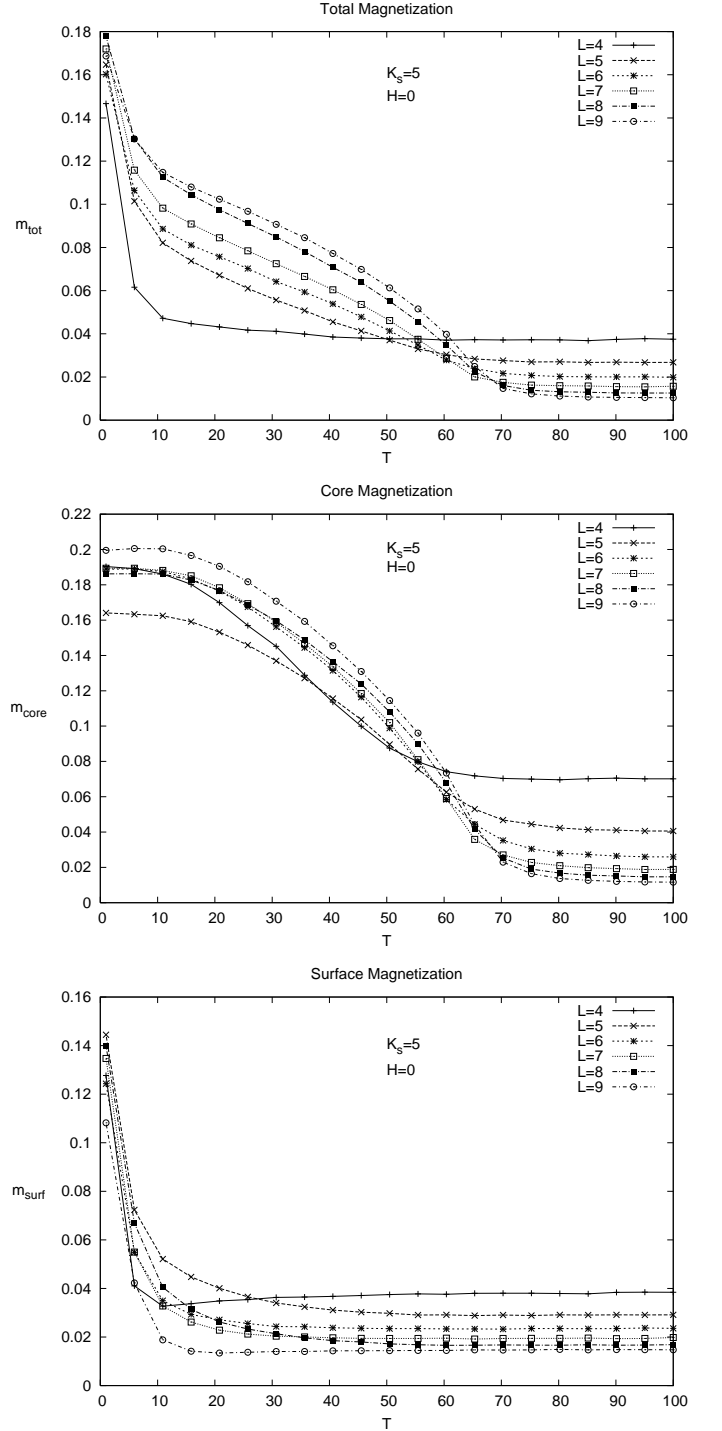 Total Magnetization
0.18
0.16
0.14
0.12
0.1
0.08
0.06
0.04
0.02
0
m_tot
K_s=5
H=0
L=4
L=5
L=6
L=7
L=8
L=9
0 10 20 30 40 50 60 70 80 90 100
T
Core Magnetization
0.22
0.2
0.18
0.16
0.14
0.12
0.1
0.08
0.06
0.04
0.02
0
m_core
K_s=5
H=0
L=4
L=5
L=6
L=7
L=8
L=9
0 10 20 30 40 50 60 70 80 90 100
T
Surface Magnetization
0.16
0.14
0.12
0.1
0.08
0.06
0.04
0.02
0
m_surf
K_s=5
H=0
L=4
L=5
L=6
L=7
L=8
L=9
0 10 20 30 40 50 60 70 80 90 100
T